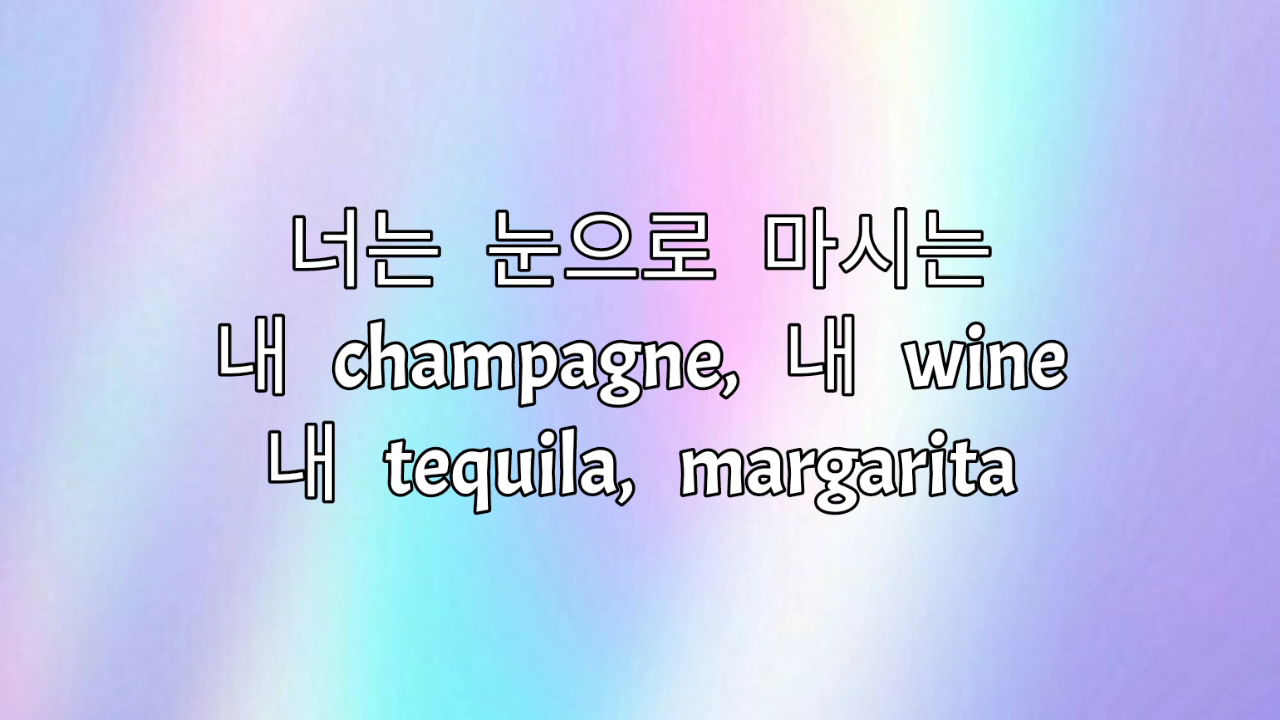 너는 눈으로 마시는
내 champagne, 내 wine
내 tequila, margarita